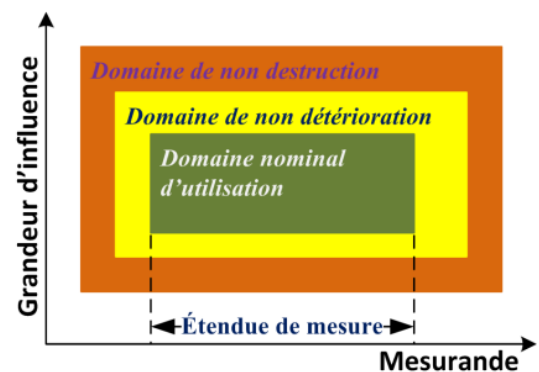 Grandeur d'influence
Domaine de non destruction
Domaine de non détérioration
Domaine nominal
d'utilisation
Étendue de mesure
Mesurande